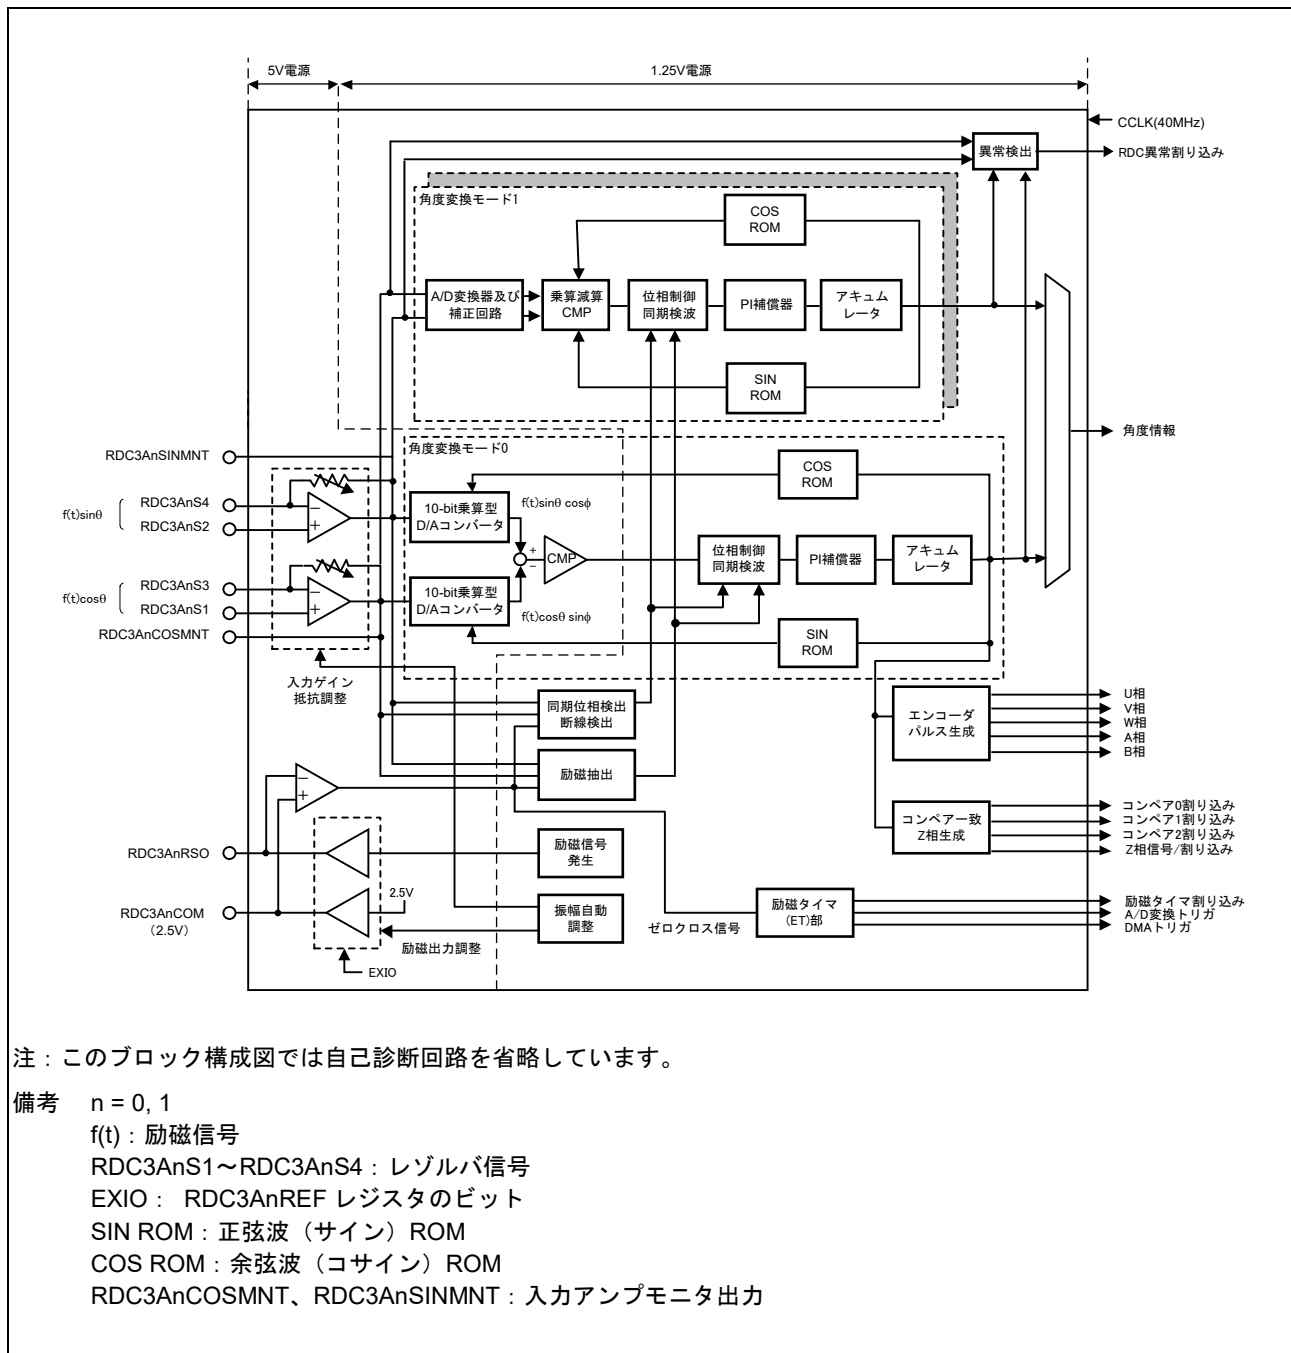 5V電源
1.25V電源
CCLK(40MHz)
異常検出
RDC異常割り込み
角度変換モード1
COS
ROM
A/D変換器及び
補正回路
乗算減算
CMP
位相制御
同期検波
PI補償器
アキュム
レータ
SIN
ROM
角度情報
角度変換モード0
RDC3AnSINMNT
COS
ROM
RDC3AnS4
f(t)sinθ
RDC3AnS2
−
+
10-bit乗算型
D/Aコンバータ
f(t)sinθ cosϕ
+
−
CMP
位相制御
同期検波
PI補償器
アキュム
レータ
RDC3AnS3
f(t)cosθ
RDC3AnS1
−
+
10-bit乗算型
D/Aコンバータ
f(t)cosθ sinϕ
RDC3AnCOSMNT
SIN
ROM
入力ゲイン
抵抗調整
同期位相検出
断線検出
エンコーダ
パルス生成
U相
V相
W相
A相
B相
励磁抽出
−
+
コンペア一致
Z相生成
コンペア0割り込み
コンペア1割り込み
コンペア2割り込み
Z相信号/割り込み
RDC3AnRSO
励磁信号
発生
2.5V
RDC3AnCOM
（2.5V）
振幅自動
調整
励磁出力調整
EXIO
ゼロクロス信号
励磁タイマ
(ET)部
励磁タイマ割り込み
A/D変換トリガ
DMAトリガ
注：このブロック構成図では自己診断回路を省略しています。
備考 n = 0, 1
f(t)：励磁信号
RDC3AnS1～RDC3AnS4：レゾルバ信号
EXIO： RDC3AnREF レジスタのビット
SIN ROM：正弦波（サイン）ROM
COS ROM：余弦波（コサイン）ROM
RDC3AnCOSMNT、RDC3AnSINMNT：入力アンプモニタ出力